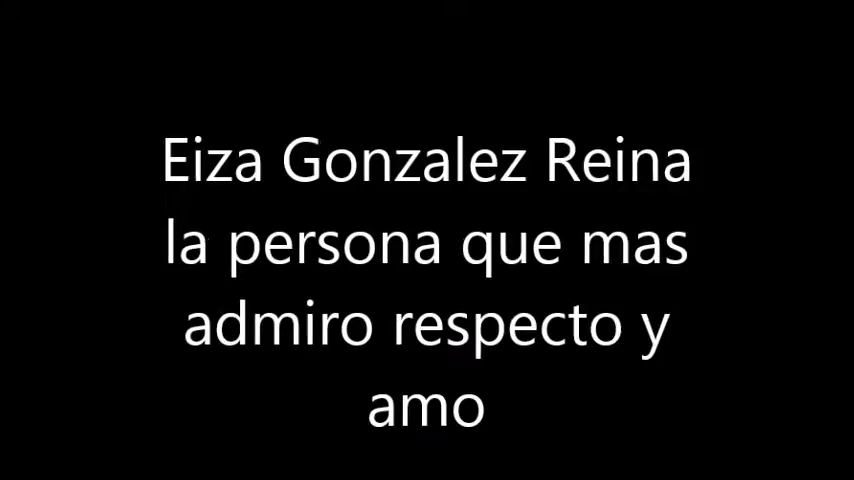 Eiza Gonzalez Reina
la persona que mas
admiro respecto y
amo